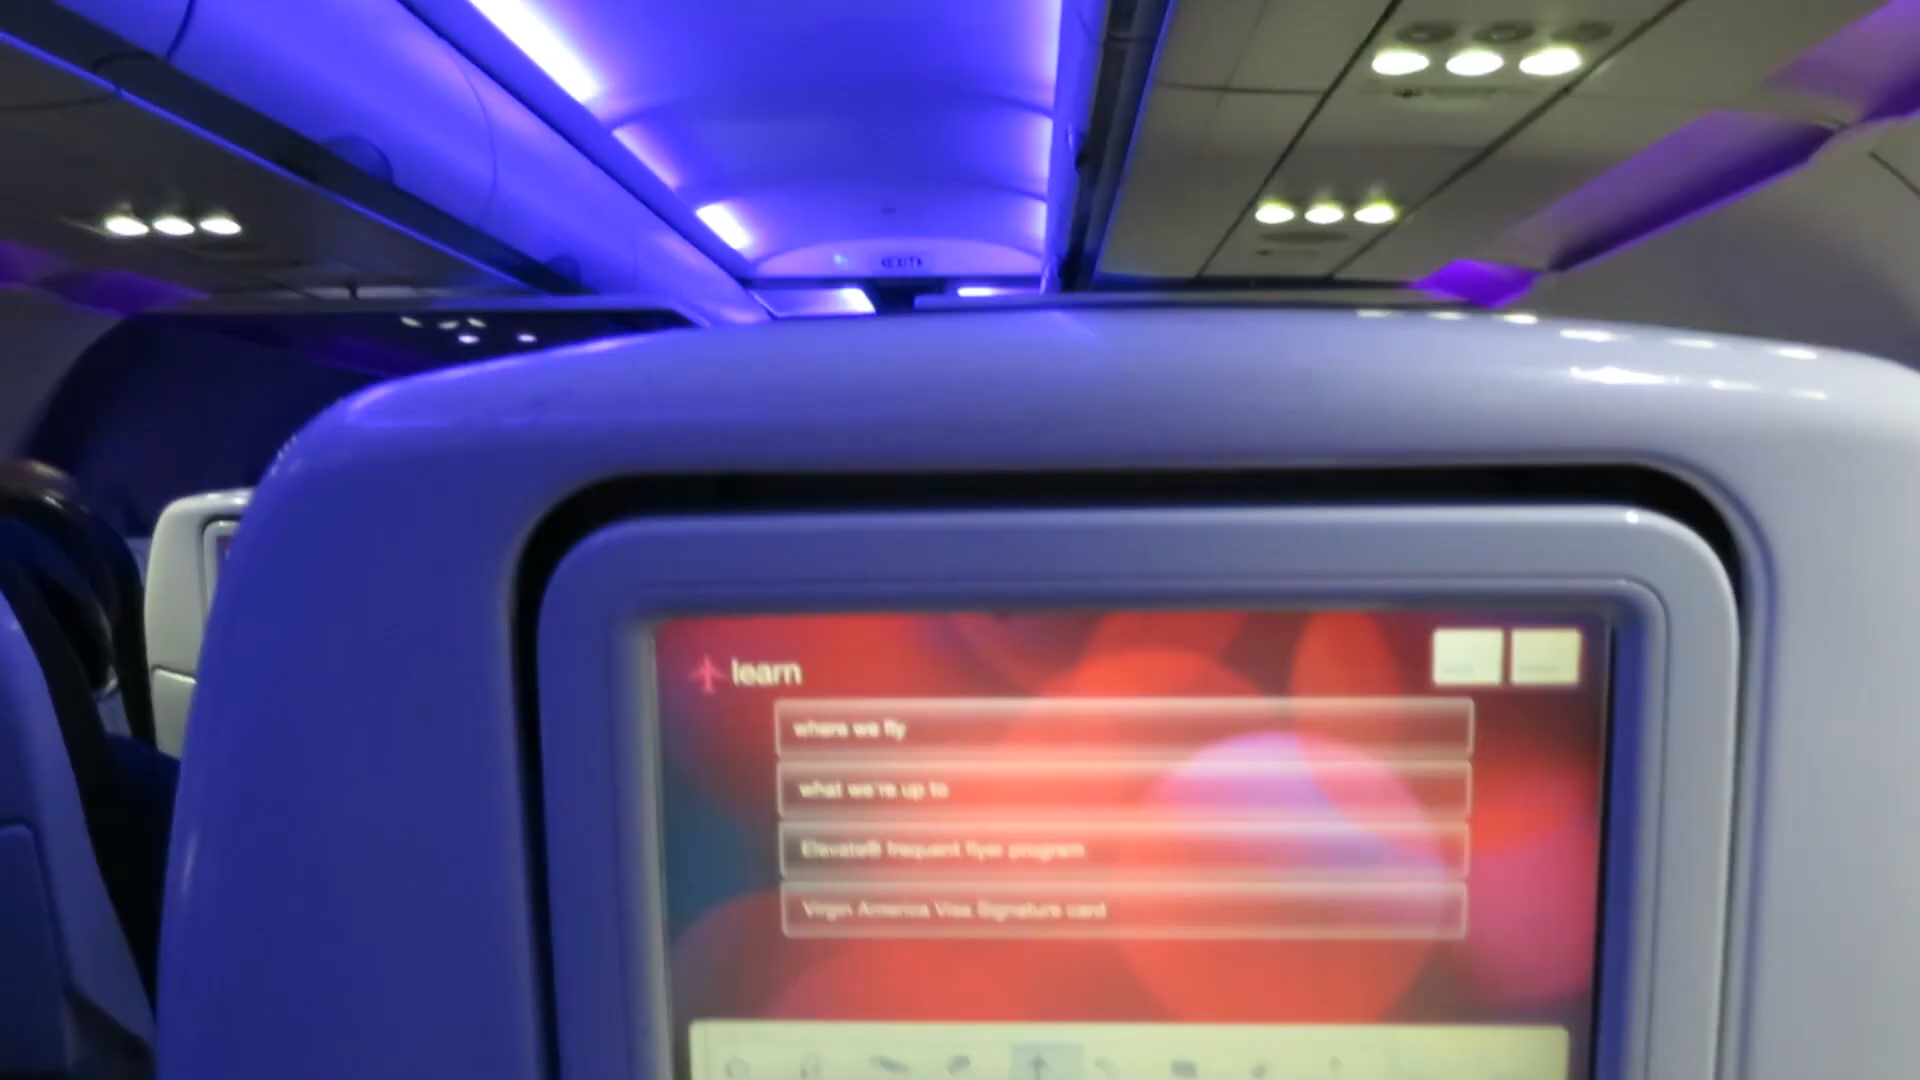 EXIT
learn
where we fly
what we're up to
Elevate® frequent flyer program
Virgin America Visa Signature card